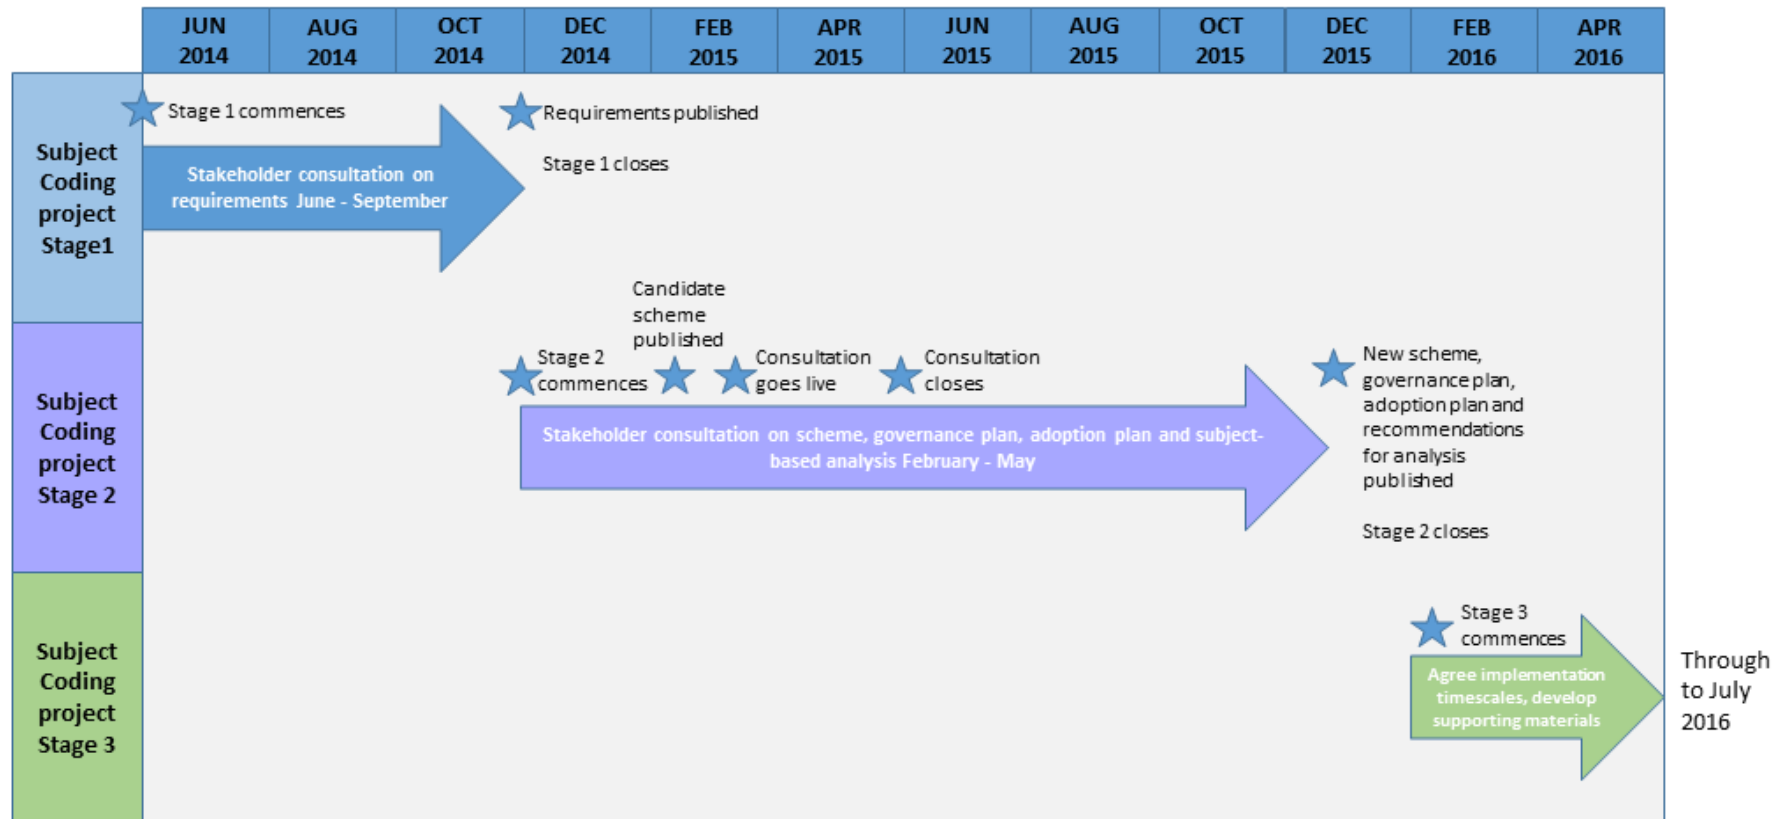 JUN
2014
AUG
2014
OCT
2014
DEC
2014
FEB
2015
APR
2015
JUN
2015
AUG
2015
OCT
2015
DEC
2015
FEB
2016
APR
2016
Subject
Coding
project
Stage1
Stage 1 commences
Stakeholder consultation on
requirements June - September
Requirements published
Stage 1 closes
Subject
Coding
project
Stage 2
Stage 2
commences
Candidate
scheme
published
Consultation
goes live
Consultation
closes
Stakeholder consultation on scheme, governance plan, adoption plan and subject-
based analysis February - May
New scheme,
governance plan,
adoption plan and
recommendations
for analysis
published
Stage 2 closes
Subject
Coding
project
Stage 3
Stage 3
commences
Agree implementation
timescales, develop
supporting materials
Through
to July
2016